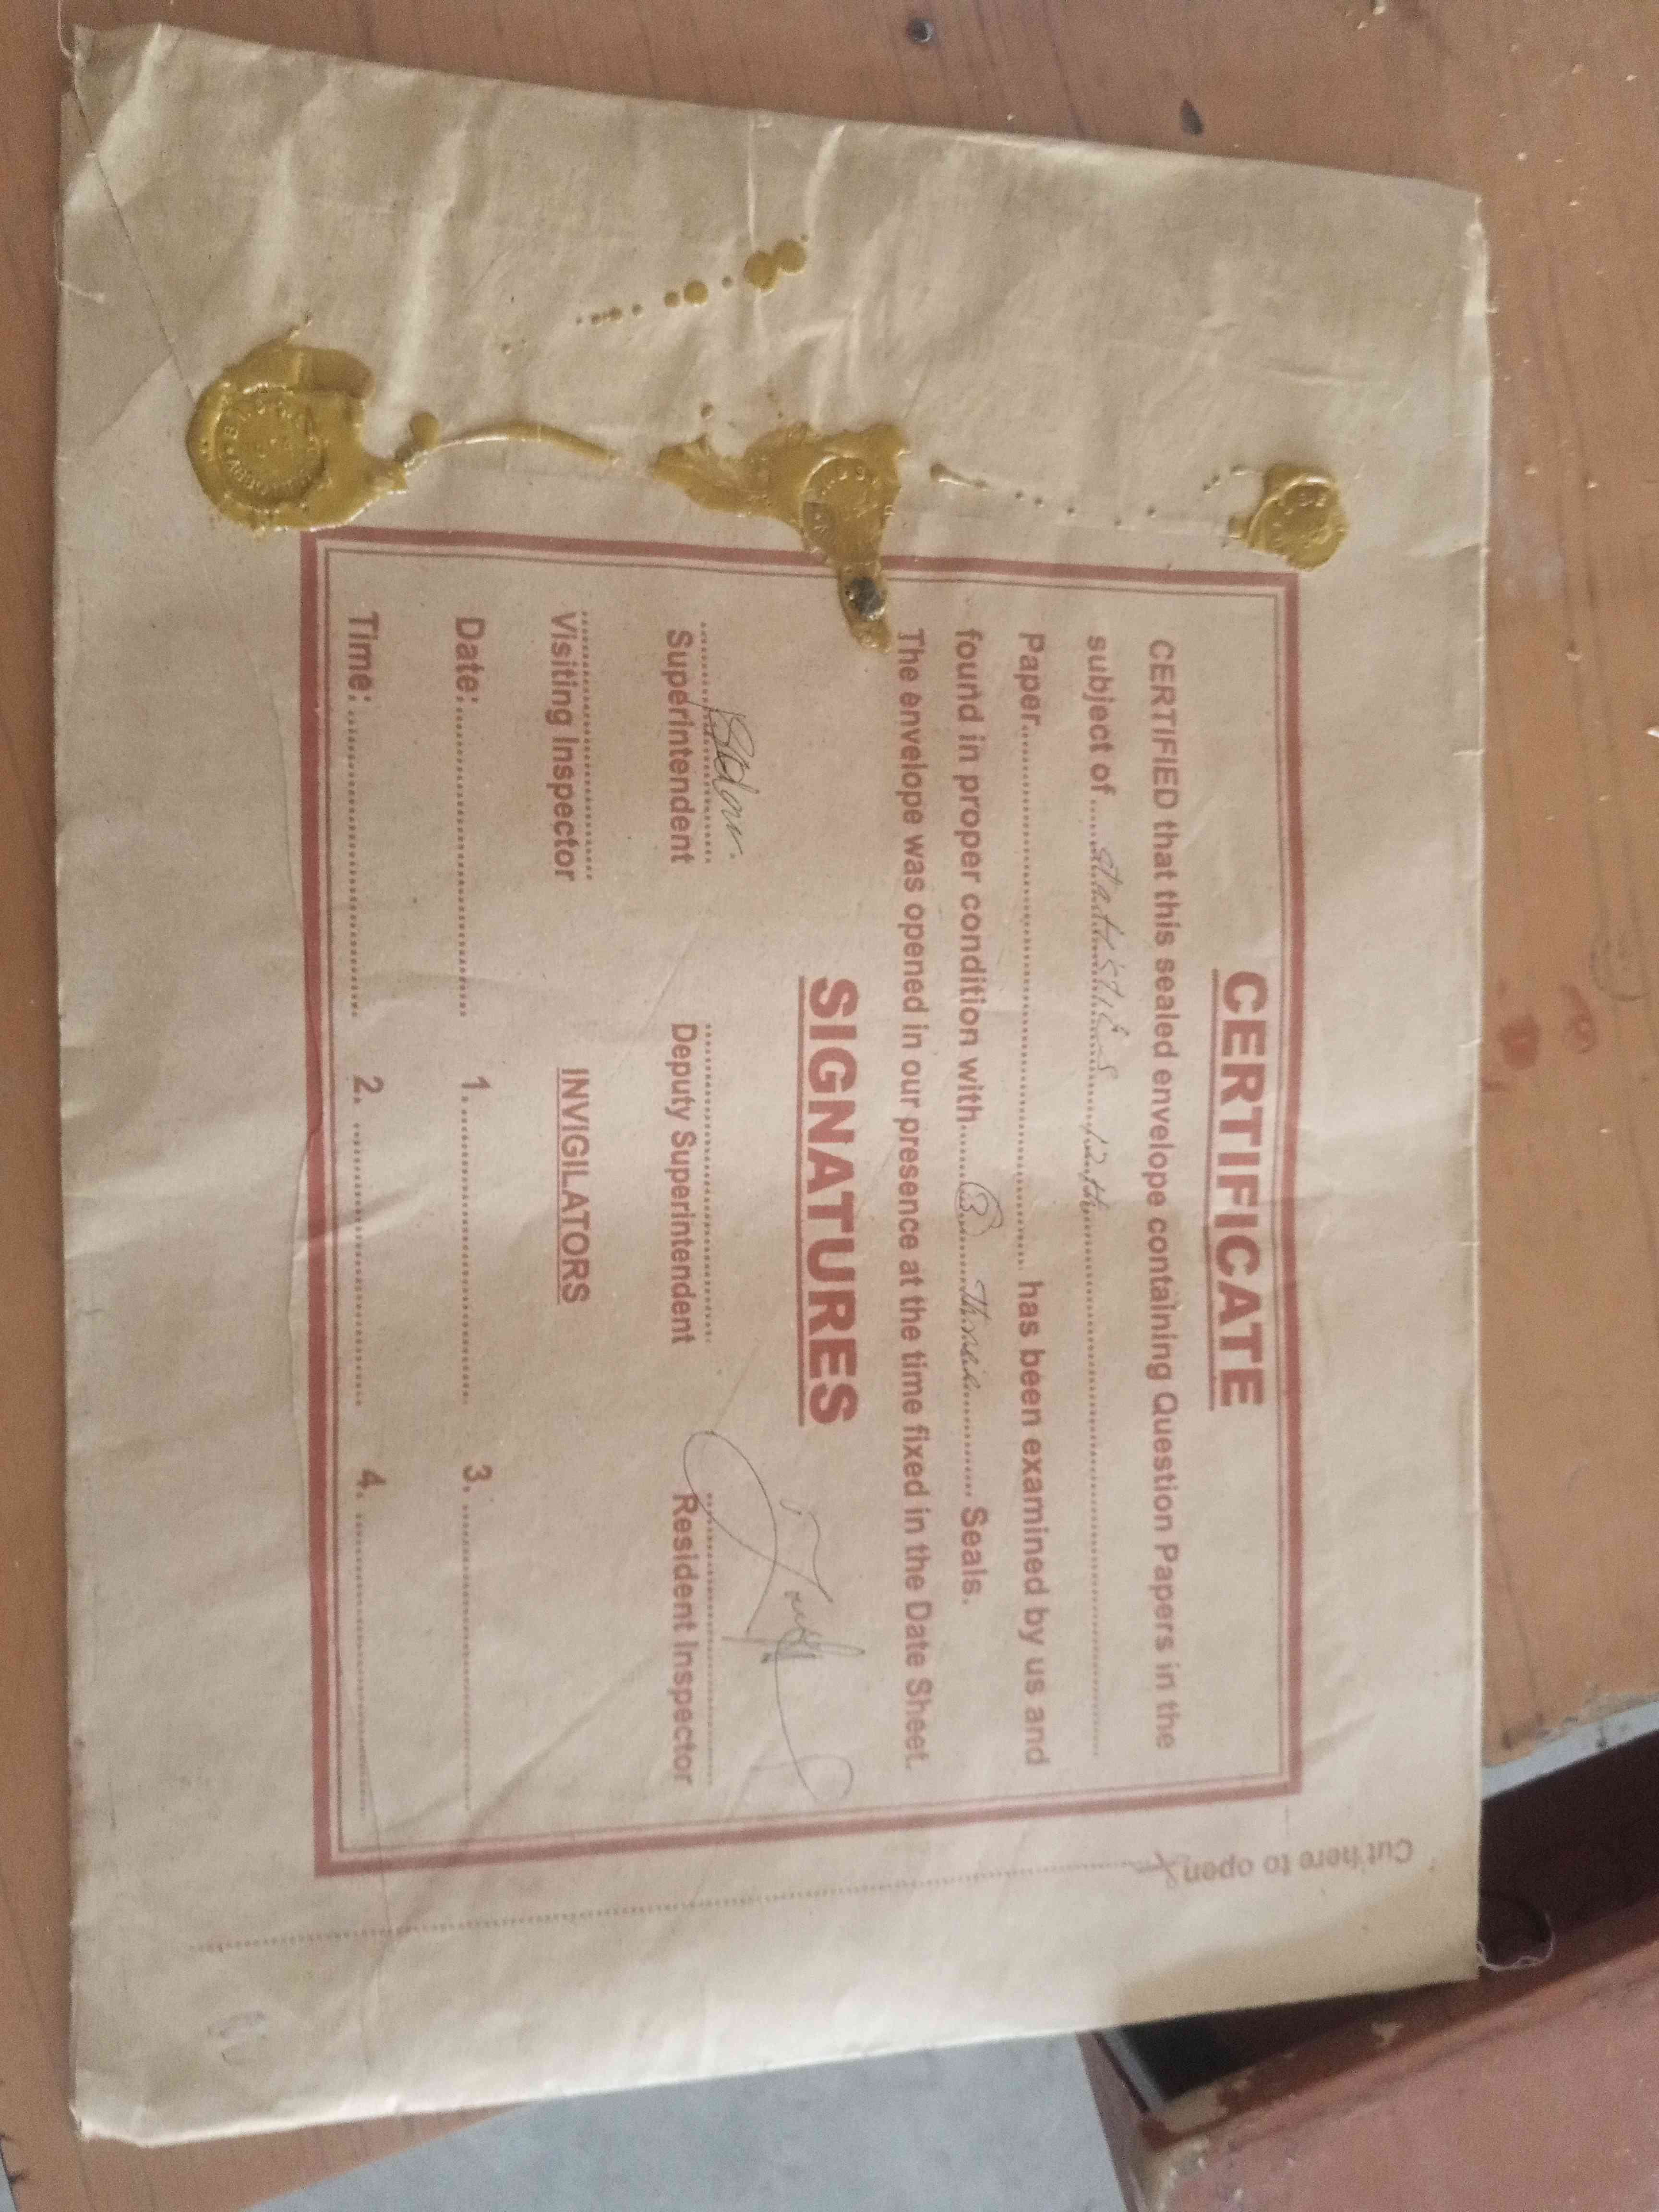 CERTIFICATE
CERTIFIED that this sealed envelope containing Question Papers in the
subject of......statistics....12th..............................
Paper........................................ has been examined by us and
found in proper condition with......③.....Three........... Seals.
The envelope was opened in our presence at the time fixed in the Date Sheet.
SIGNATURES
Superintendent Deputy Superintendent Resident Inspector
Visiting Inspector INVIGILATORS
Date:.............................. 1.............................. 3. ..............................
Time:.............................. 2. .............................. 4. ..............................
Cut here to open